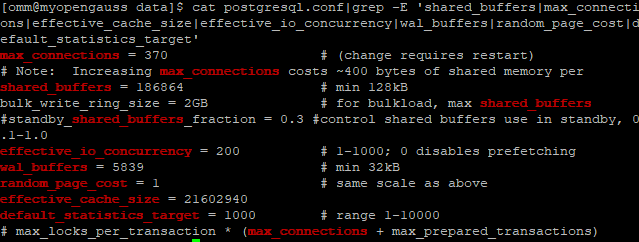 [omm@myopengauss data]$ cat postgresql.conf|grep -E 'shared_buffers|max_connecti
ons|effective_cache_size|effective_io_concurrency|wal_buffers|random_page_cost|d
efault_statistics_target'
max_connections = 370 # (change requires restart)
# Note:  Increasing max_connections costs ~400 bytes of shared memory per
shared_buffers = 186864 # min 128kB
bulk_write_ring_size = 2GB # for bulkload, max shared_buffers
#standby_shared_buffers_fraction = 0.3 #control shared buffers use in standby, 0
.1-1.0
effective_io_concurrency = 200 # 1-1000; 0 disables prefetching
wal_buffers = 5839 # min 32kB
random_page_cost = 1 # same scale as above
effective_cache_size = 21602940
default_statistics_target = 1000 # range 1-10000
# max_locks_per_transaction * (max_connections + max_prepared_transactions)